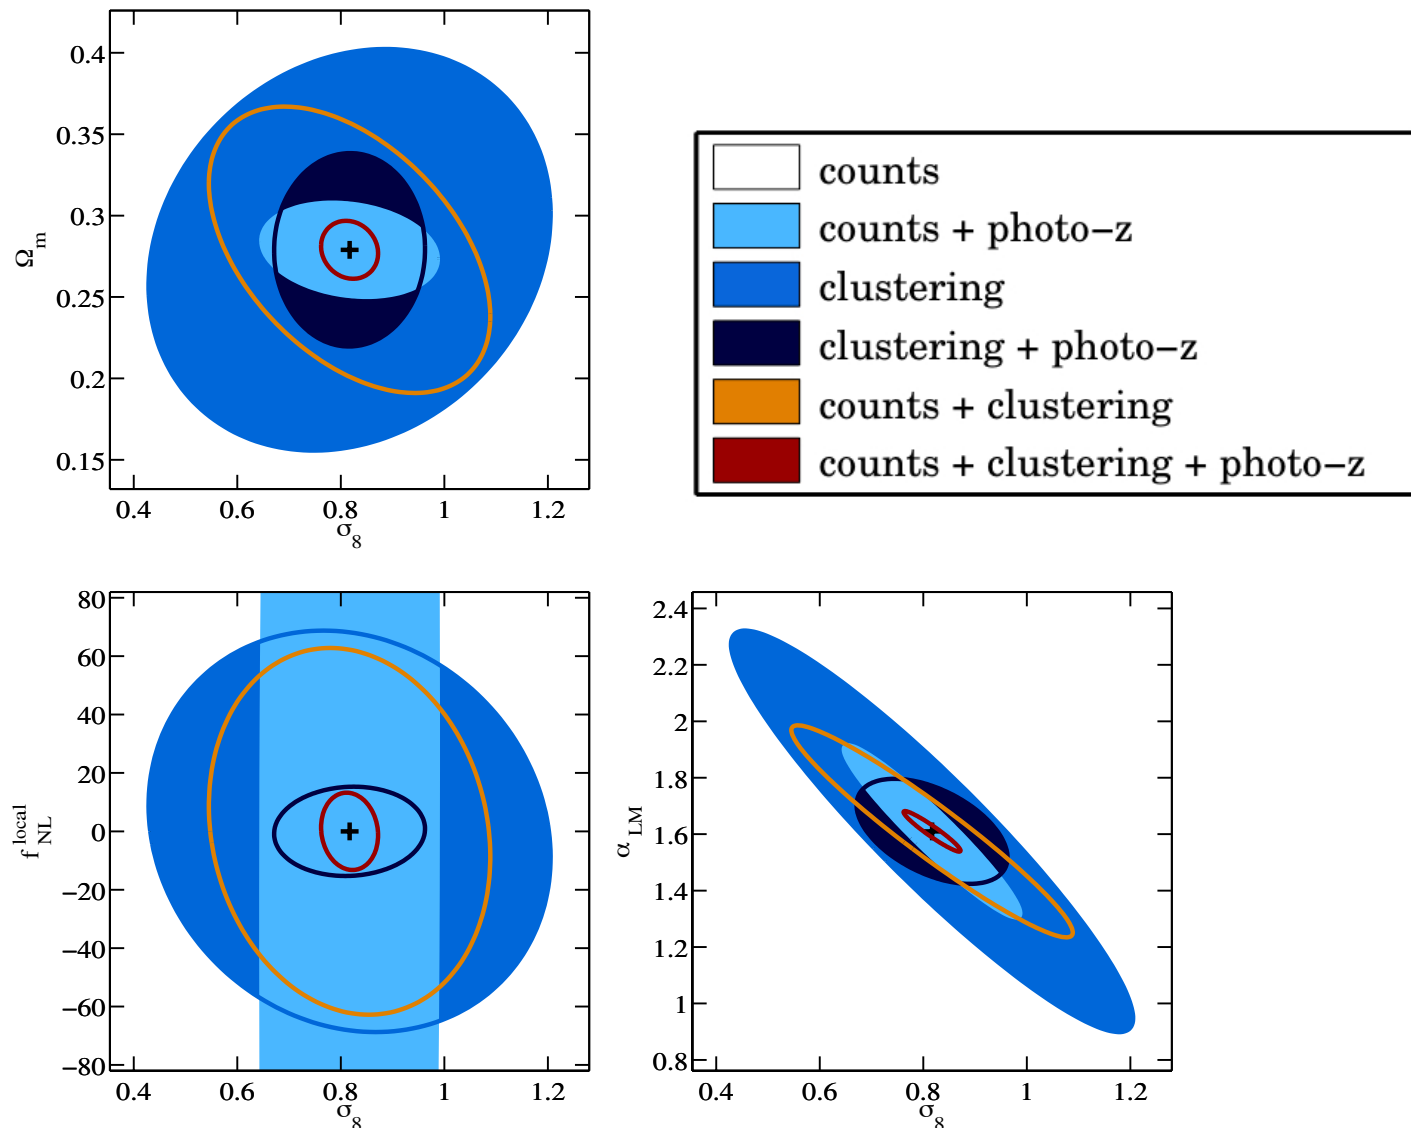 0.4
0.35
0.3
0.25
0.2
0.15
Ωm
0.4 0.6 0.8 1 1.2
σ8
counts
counts + photo−z
clustering
clustering + photo−z
counts + clustering
counts + clustering + photo−z
80
60
40
20
0
−20
−40
−60
−80
f NL local
0.4 0.6 0.8 1 1.2
σ8
2.4
2.2
2
1.8
1.6
1.4
1.2
1
0.8
αLM
0.4 0.6 0.8 1 1.2
σ8